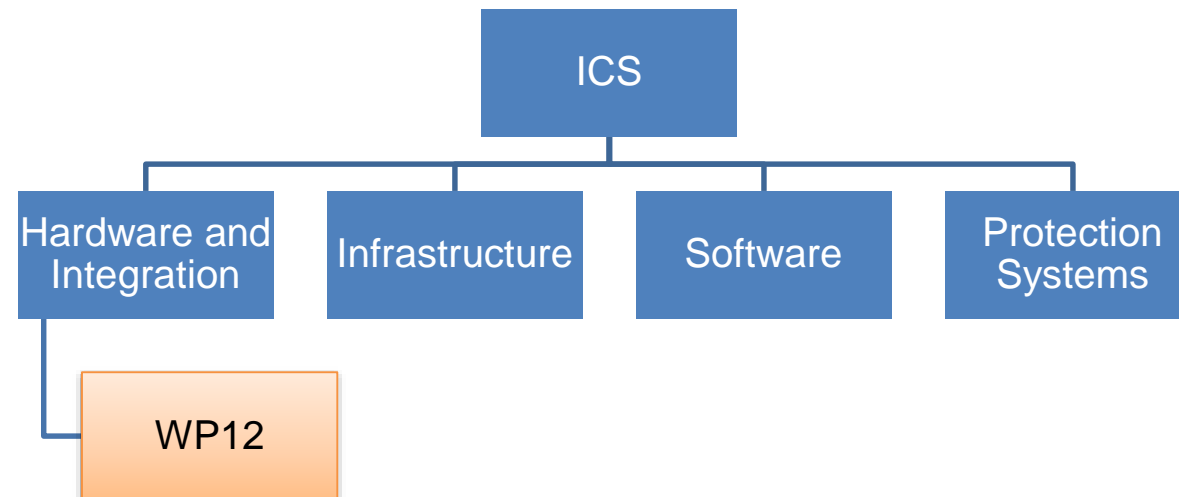 ICS
Hardware and
Integration
Infrastructure
Software
Protection
Systems
WP12